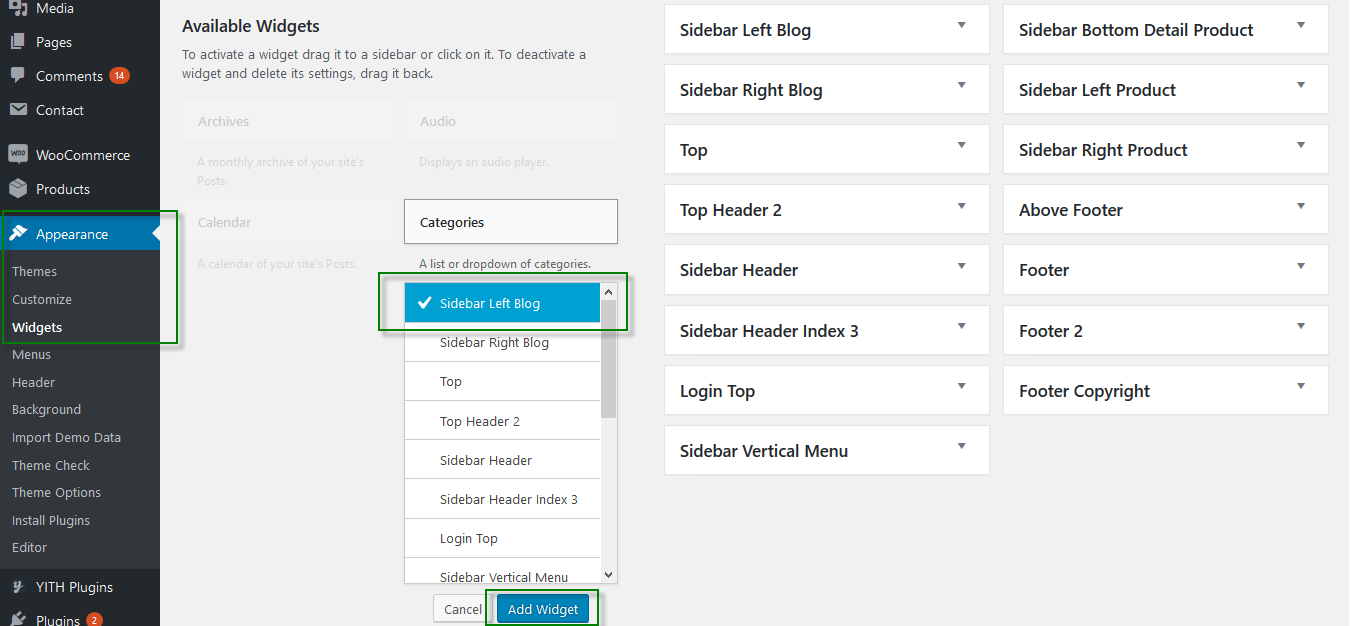 Media
Pages
Comments 14
Contact
WOO WooCommerce
Products
Appearance
Themes
Customize
Widgets
Menus
Header
Background
Import Demo Data
Theme Check
Theme Options
Install Plugins
Editor
YITH Plugins
Plugins 2
Available Widgets
To activate a widget drag it to a sidebar or click on it. To deactivate a
widget and delete its settings, drag it back.
Archives
A monthly archive of your site's
Posts.
Audio
Displays an audio player.
Calendar
A calendar of your site's Posts.
Categories
A list or dropdown of categories.
Sidebar Left Blog
Sidebar Right Blog
Top
Top Header 2
Sidebar Header
Sidebar Header Index 3
Login Top
Sidebar Vertical Menu
Cancel
Add Widget
Sidebar Left Blog
Sidebar Right Blog
Top
Top Header 2
Sidebar Header
Sidebar Header Index 3
Login Top
Sidebar Vertical Menu
Sidebar Bottom Detail Product
Sidebar Left Product
Sidebar Right Product
Above Footer
Footer
Footer 2
Footer Copyright